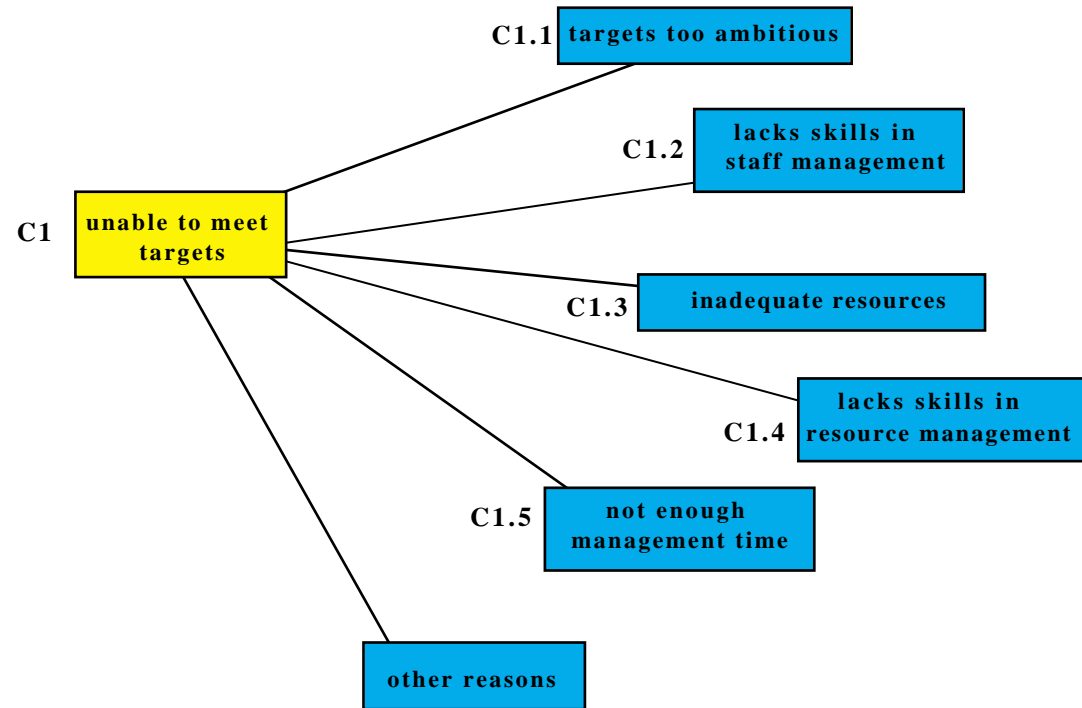 C1.1 targets too ambitious
C1.2 lacks skills in
staff management
C1 unable to meet
targets
C1.3 inadequate resources
C1.4 lacks skills in
resource management
C1.5 not enough
management time
other reasons